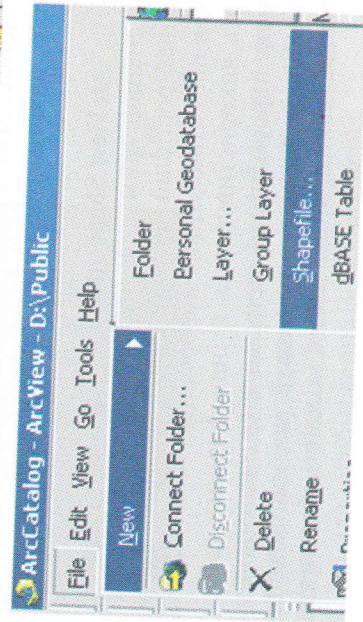 ArcCatalog - ArcView - D:\Public
File Edit View Go Tools Help
New
Connect Folder...
Disconnect Folder
Delete
Rename
Folder
Personal Geodatabase
Layer...
Group Layer
Shapefile...
dBASE Table